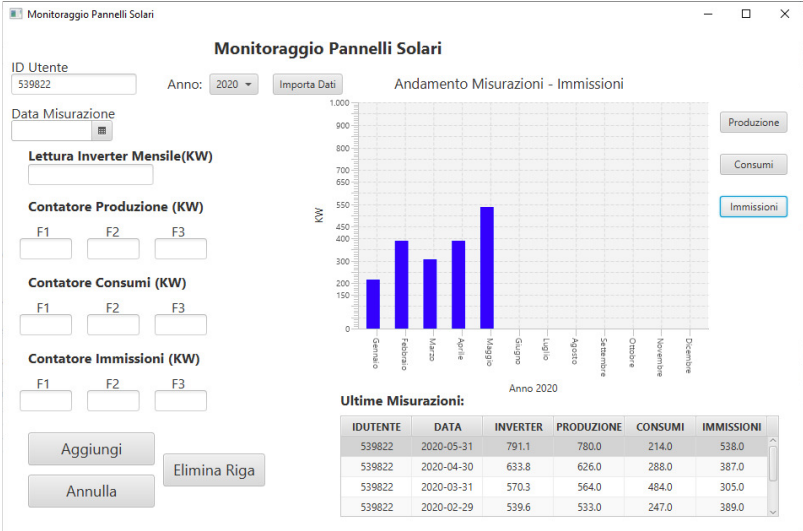 Monitoraggio Pannelli Solari
Monitoraggio Pannelli Solari
ID Utente
539822
Anno: 2020 Importa Dati
Data Misurazione
Lettura Inverter Mensile(KW)
Contatore Produzione (KW)
F1 F2 F3
Contatore Consumi (KW)
F1 F2 F3
Contatore Immissioni (KW)
F1 F2 F3
Aggiungi
Annulla
Elimina Riga
Andamento Misurazioni - Immissioni
1.000
900
800
700
650
550
450
400
300
200
150
0
KW
Gennaio
Febbraio
Marzo
Aprile
Maggio
Giugno
Luglio
Agosto
Settembre
Ottobre
Novembre
Dicembre
Anno 2020
Produzione
Consumi
Immissioni
Ultime Misurazioni:
IDUTENTE DATA INVERTER PRODUZIONE CONSUMI IMMISSIONI
539822 2020-05-31 791.1 780.0 214.0 538.0
539822 2020-04-30 633.8 626.0 288.0 387.0
539822 2020-03-31 570.3 564.0 484.0 305.0
539822 2020-02-29 539.6 533.0 247.0 389.0